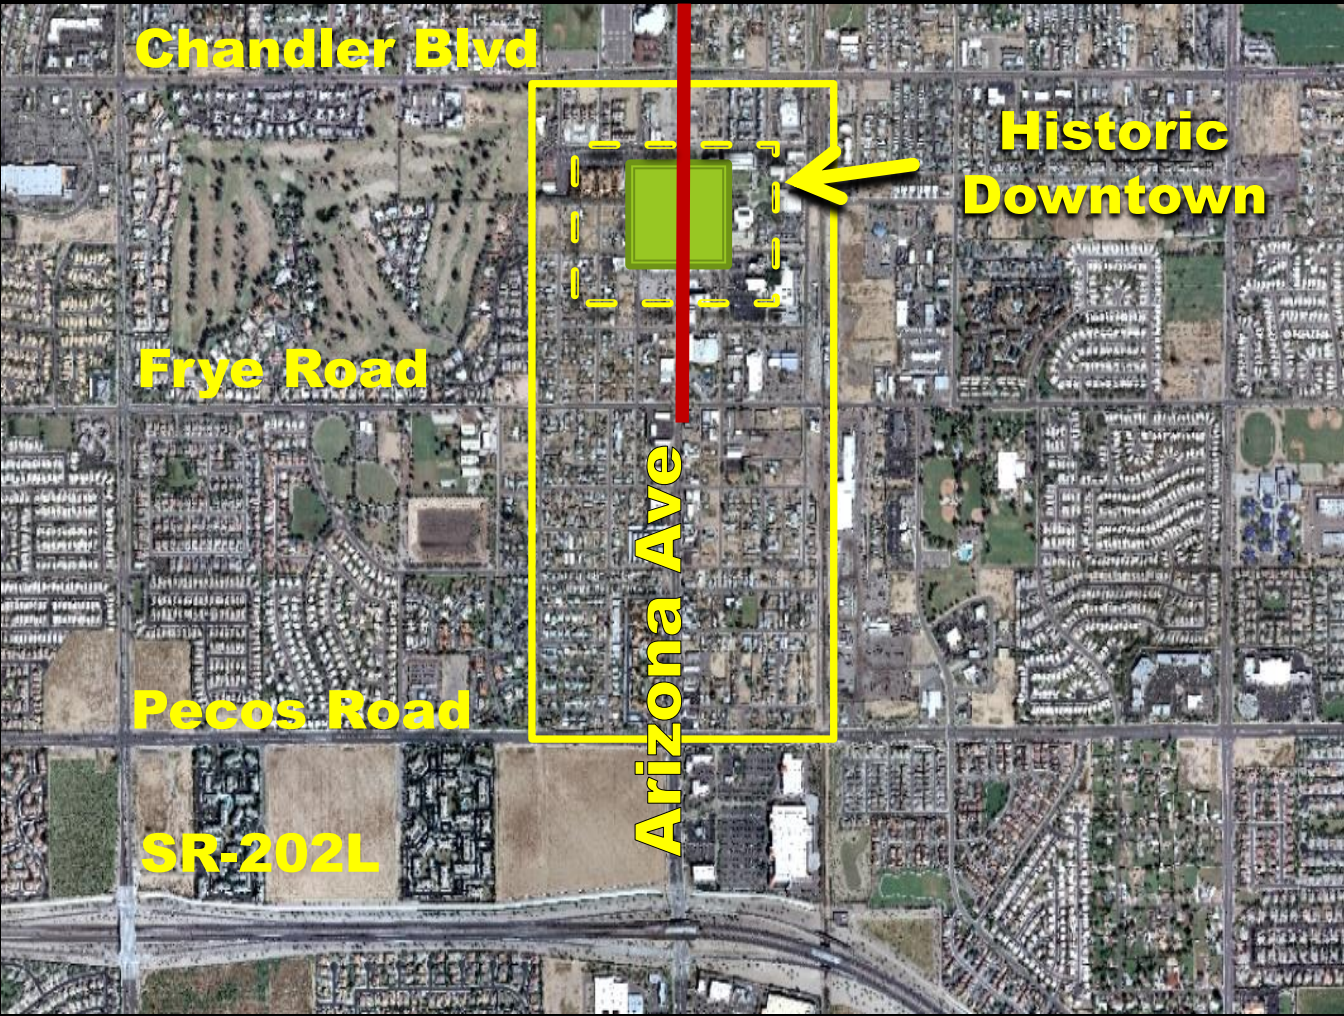 Chandler Blvd
Historic
Downtown
Frye Road
Arizona Ave
Pecos Road
SR-202L